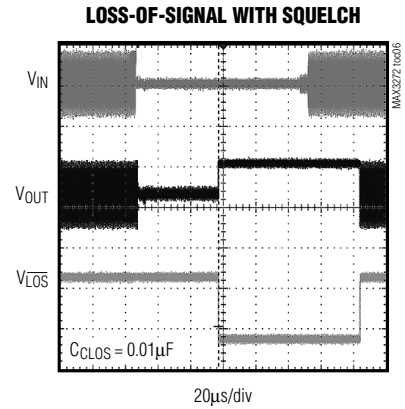 LOSS-OF-SIGNAL WITH SQUELCH
MAX3272 toc06
VIN
VOUT
VLOS
CCLOS = 0.01μF
20μs/div